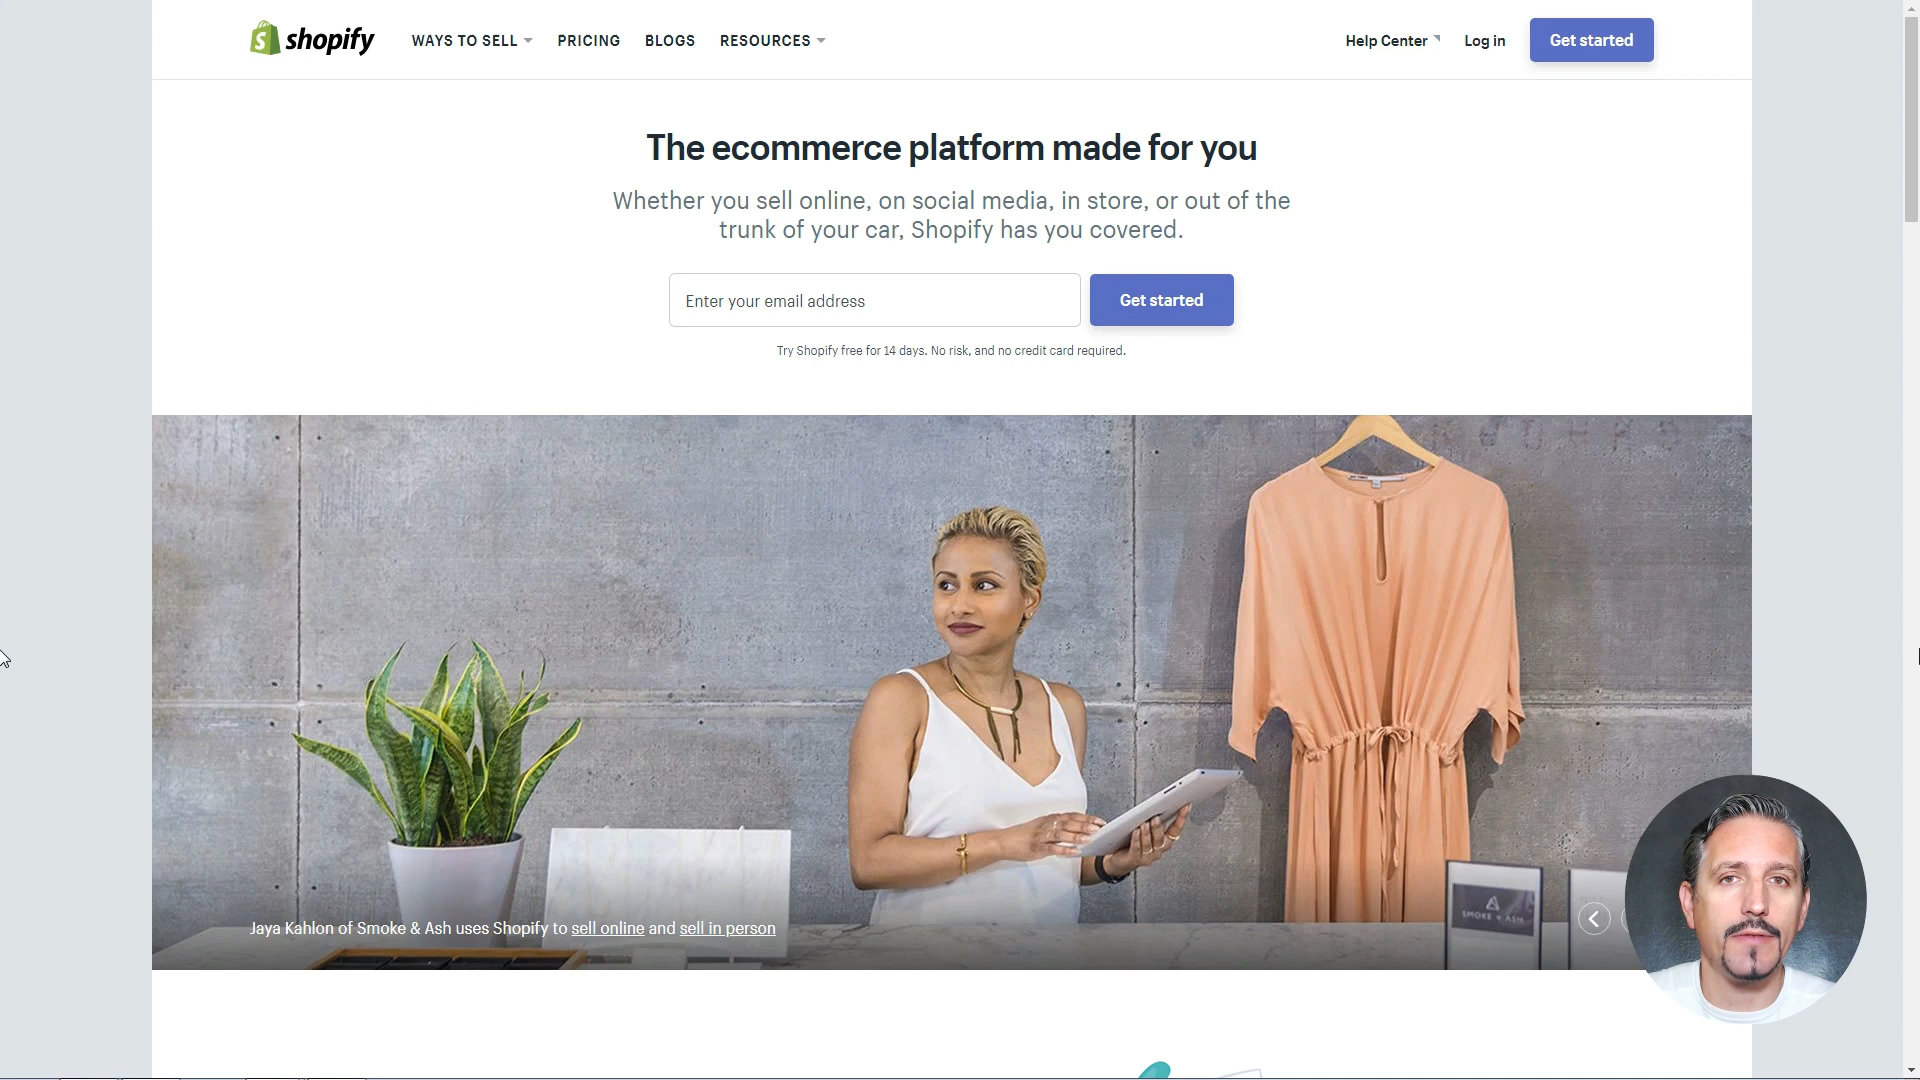 shopify
WAYS TO SELL
PRICING
BLOGS
RESOURCES
Help Center
Log in
Get started
The ecommerce platform made for you
Whether you sell online, on social media, in store, or out of the
trunk of your car, Shopify has you covered.
Enter your email address
Get started
Try Shopify free for 14 days. No risk, and no credit card required.
SMOKE + ASH
Jaya Kahlon of Smoke & Ash uses Shopify to sell online and sell in person